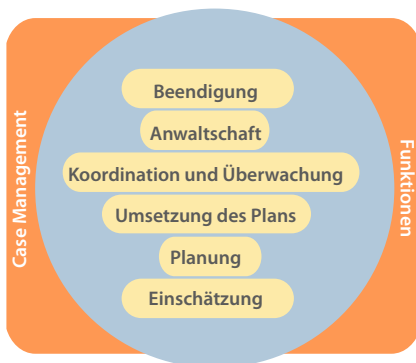 Case Management
Beendigung
Anwaltschaft
Koordination und Überwachung
Umsetzung des Plans
Planung
Einschätzung
Funktionen